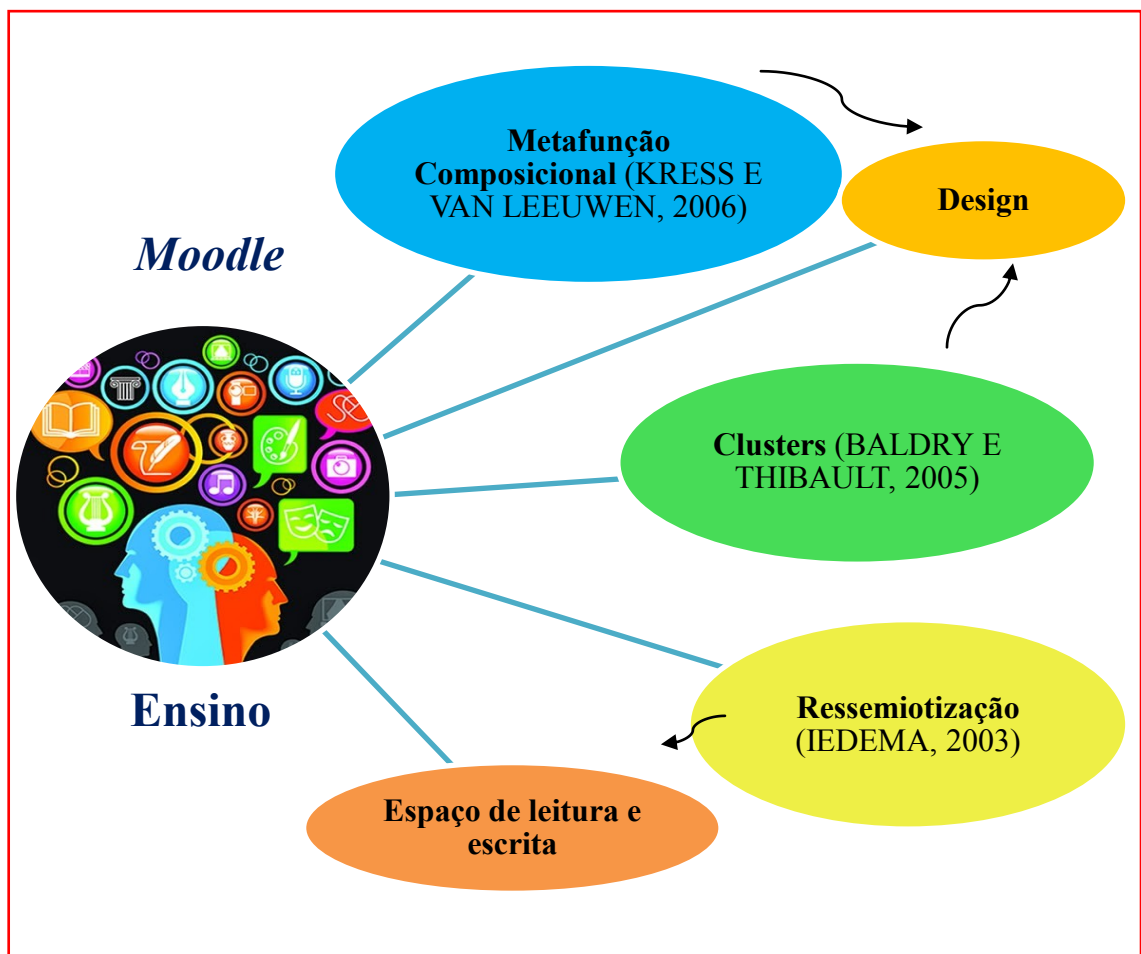 Metafunção
Composicional (KRESS E
VAN LEEUWEN, 2006)
Design
Moodle
Clusters (BALDRY E
THIBAULT, 2005)
Ensino
Ressemiotização
(IEDEMA, 2003)
Espaço de leitura e
escrita